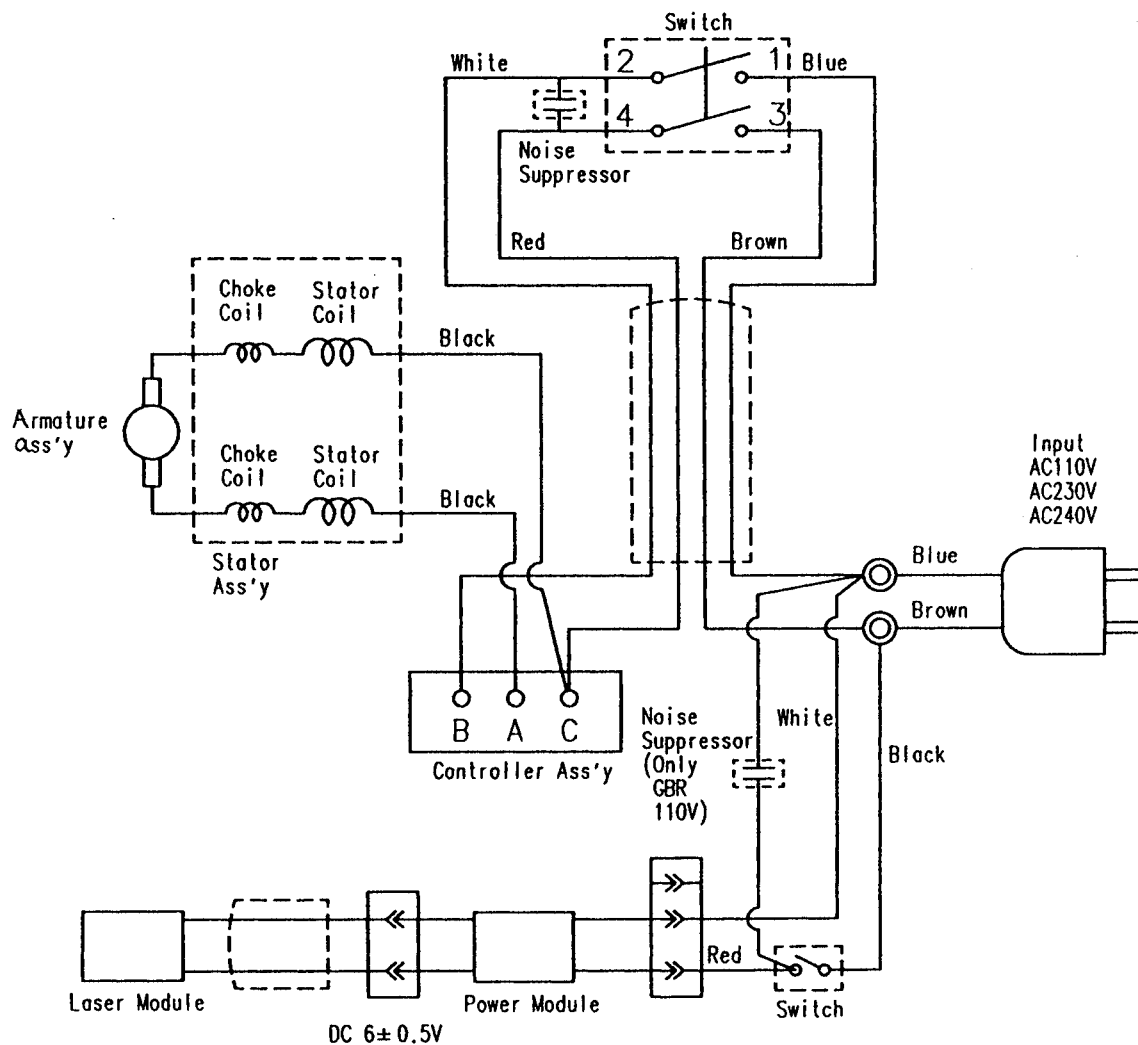 Switch
White
2
1
Blue
4
3
Noise
Suppressor
Red
Brown
Choke
Coil
Stator
Coil
Black
Armature
ass'y
Choke
Coil
Stator
Coil
Black
Stator
Ass'y
Input
AC110V
AC230V
AC240V
Blue
Brown
B
A
C
Controller Ass'y
Noise
Suppressor
(Only
GBR
110V)
White
Black
Red
Laser Module
Power Module
Switch
DC 6± 0.5V